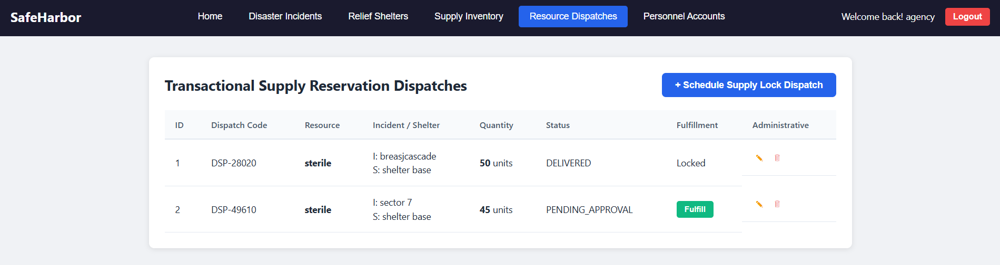 SafeHarbor
Home
Disaster Incidents
Relief Shelters
Supply Inventory
Resource Dispatches
Personnel Accounts
Welcome back! agency
Logout
Transactional Supply Reservation Dispatches
+ Schedule Supply Lock Dispatch
ID Dispatch Code Resource Incident / Shelter Quantity Status Fulfillment Administrative
1 DSP-28020 sterile I: breasjcascade
S: shelter base
50 units DELIVERED Locked
2 DSP-49610 sterile I: sector 7
S: shelter base
45 units PENDING_APPROVAL Fulfill